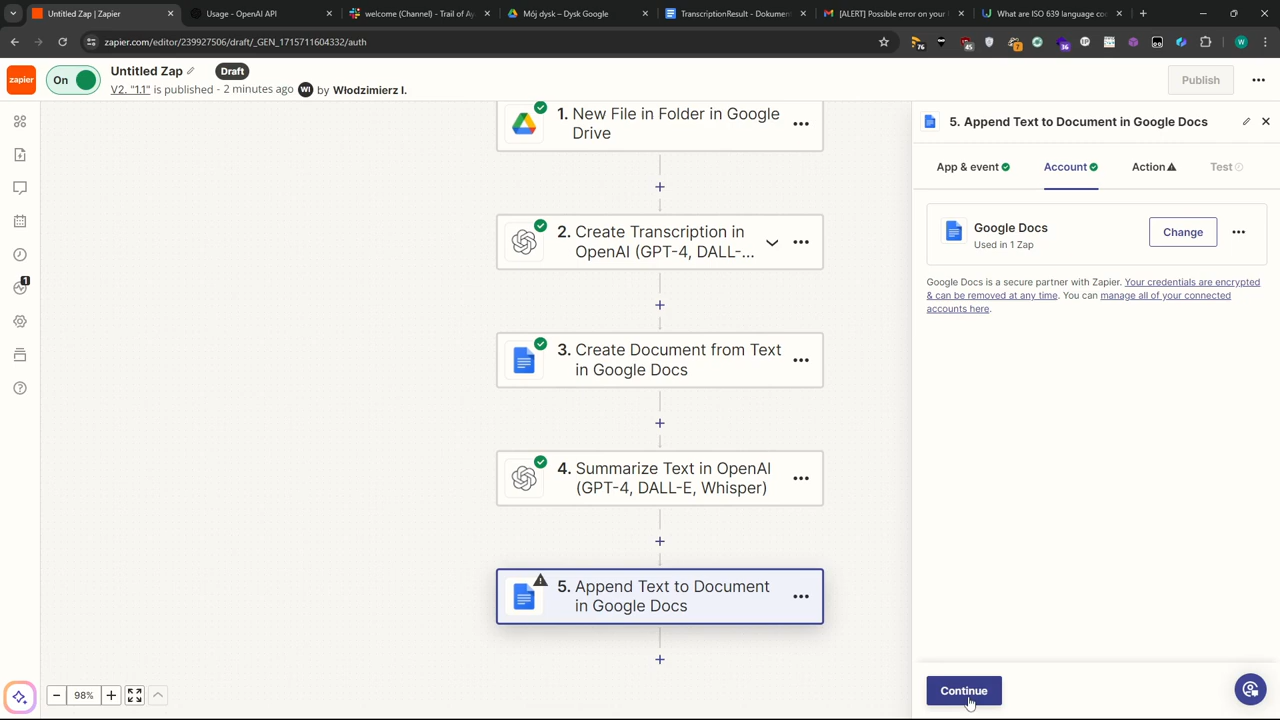 Untitled Zap | Zapier
Usage - OpenAI API
welcome (Channel) - Trail of Ay
Mój dysk – Dysk Google
TranscriptionResult - Dokumen
[ALERT] Possible error on your
What are ISO 639 language co
zapier.com/editor/239927506/draft/_GEN_1715711604332/auth
76
45
7
36
W
zapier
On
Untitled Zap
Draft
V2. "1.1" is published - 2 minutes ago WI by Włodzimierz I.
Publish
1
1. New File in Folder in Google
Drive
2. Create Transcription in
OpenAI (GPT-4, DALL-...
3. Create Document from Text
in Google Docs
4. Summarize Text in OpenAI
(GPT-4, DALL-E, Whisper)
5. Append Text to Document
in Google Docs
98%
5. Append Text to Document in Google Docs
App & event
Account
Action
Test
Google Docs
Used in 1 Zap
Change
Google Docs is a secure partner with Zapier. Your credentials are encrypted
& can be removed at any time. You can manage all of your connected
accounts here.
Continue